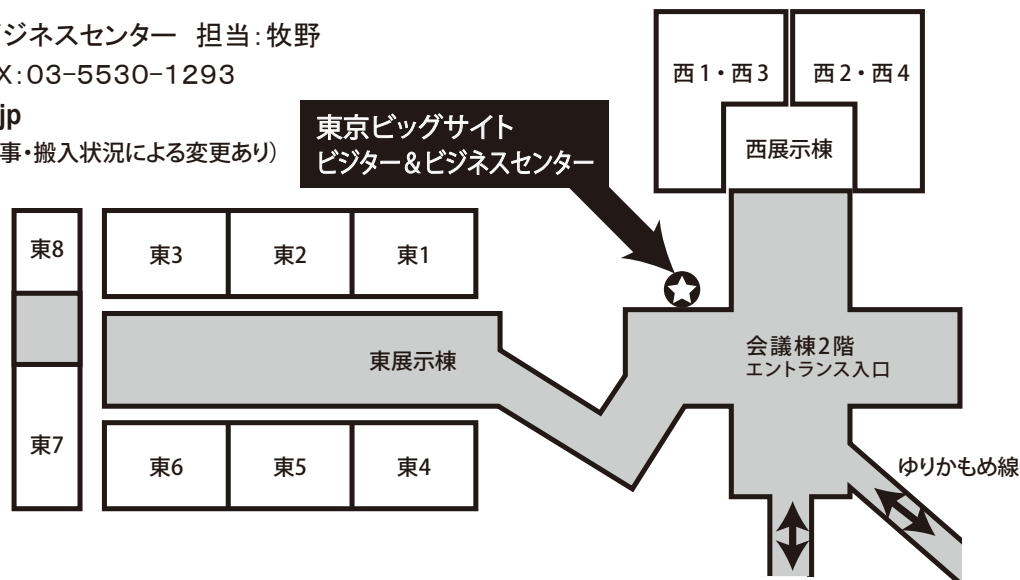 ジネスセンター 担当：牧野
X：03-5530-1293
jp
事・搬入状況による変更あり）
東京ビッグサイト
ビジター＆ビジネスセンター
西1・西3
西2・西4
西展示棟
東8
東3
東2
東1
東展示棟
会議棟2階
エントランス入口
東7
東6
東5
東4
ゆりかもめ線